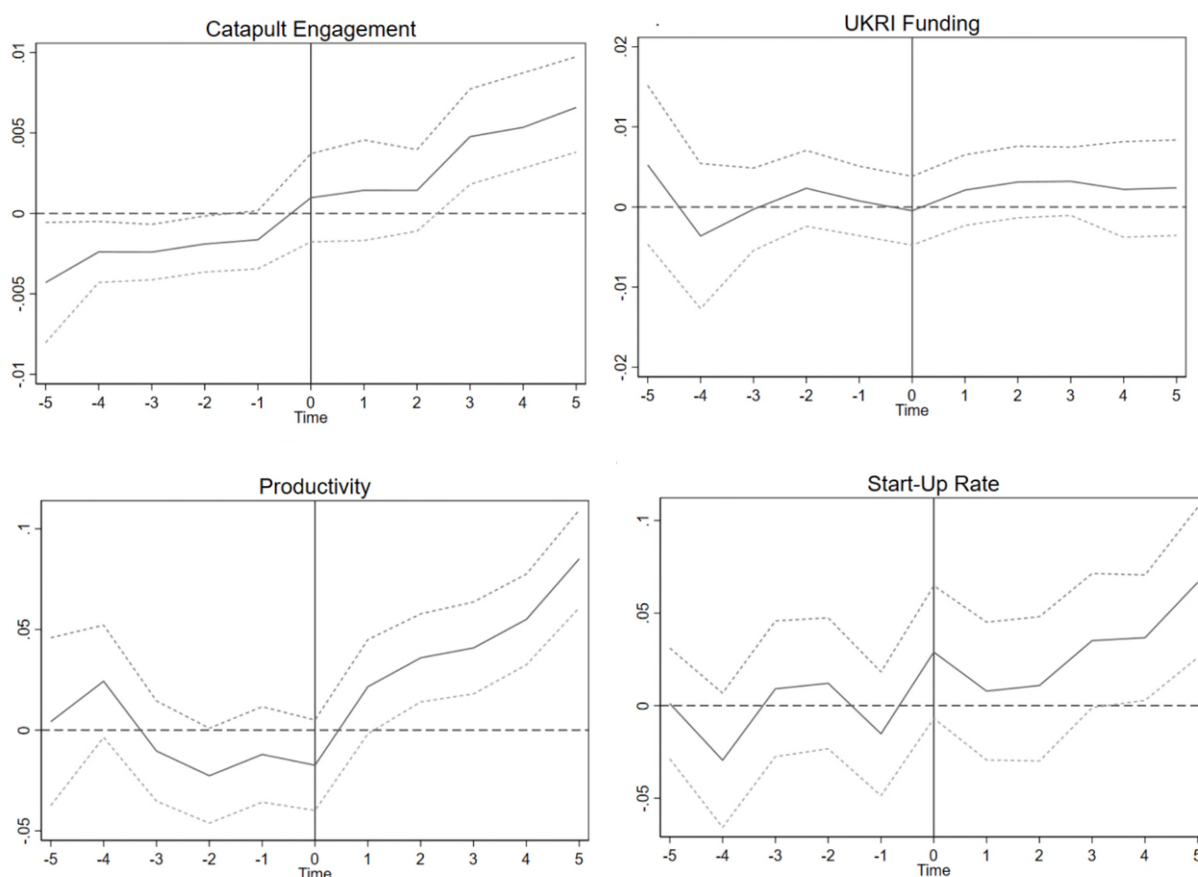 Catapult Engagement
.01
.005
0
-.005
-.01
-5 -4 -3 -2 -1 0 1 2 3 4 5
Time
UKRI Funding
.02
.01
0
-.01
-.02
-5 -4 -3 -2 -1 0 1 2 3 4 5
Time
Productivity
.1
.05
0
-.05
-5 -4 -3 -2 -1 0 1 2 3 4 5
Time
Start-Up Rate
.1
.05
0
-.05
-5 -4 -3 -2 -1 0 1 2 3 4 5
Time